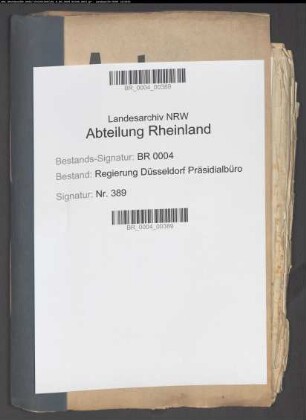 BR_0004_00389
Landesarchiv NRW
Abteilung Rheinland
Bestands-Signatur: BR 0004
Bestand: Regierung Düsseldorf Präsidialbüro
Signatur: Nr. 389
BR_0004_00389